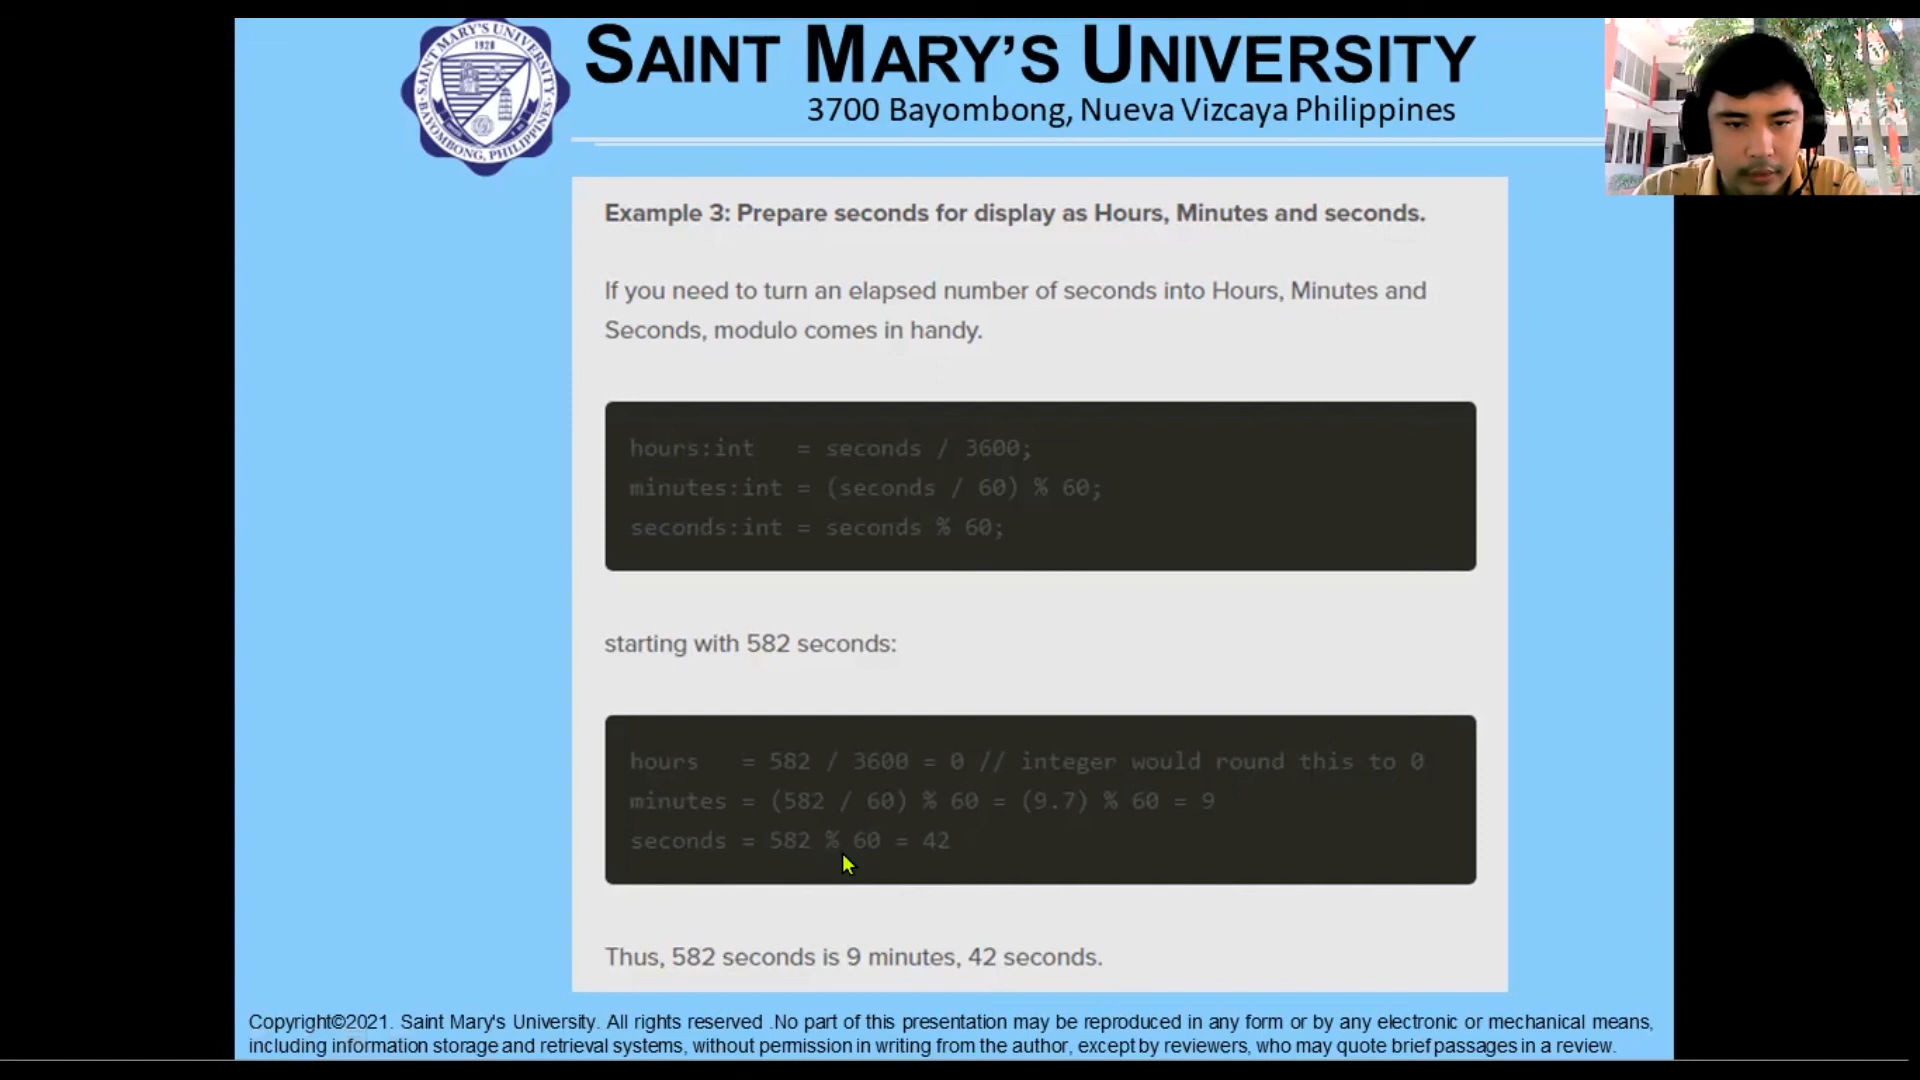 SAINT MARY'S UNIVERSITY
1928
BAYOMBONG, PHILIPPINES
SAINT MARY'S UNIVERSITY
3700 Bayombong, Nueva Vizcaya Philippines
Example 3: Prepare seconds for display as Hours, Minutes and seconds.
If you need to turn an elapsed number of seconds into Hours, Minutes and
Seconds, modulo comes in handy.
hours:int   = seconds / 3600;
minutes:int = (seconds / 60) % 60;
seconds:int = seconds % 60;
starting with 582 seconds:
hours   = 582 / 3600 = 0 // integer would round this to 0
minutes = (582 / 60) % 60 = (9.7) % 60 = 9
seconds = 582 % 60 = 42
Thus, 582 seconds is 9 minutes, 42 seconds.
Copyright©2021. Saint Mary's University. All rights reserved .No part of this presentation may be reproduced in any form or by any electronic or mechanical means,
including information storage and retrieval systems, without permission in writing from the author, except by reviewers, who may quote brief passages in a review.